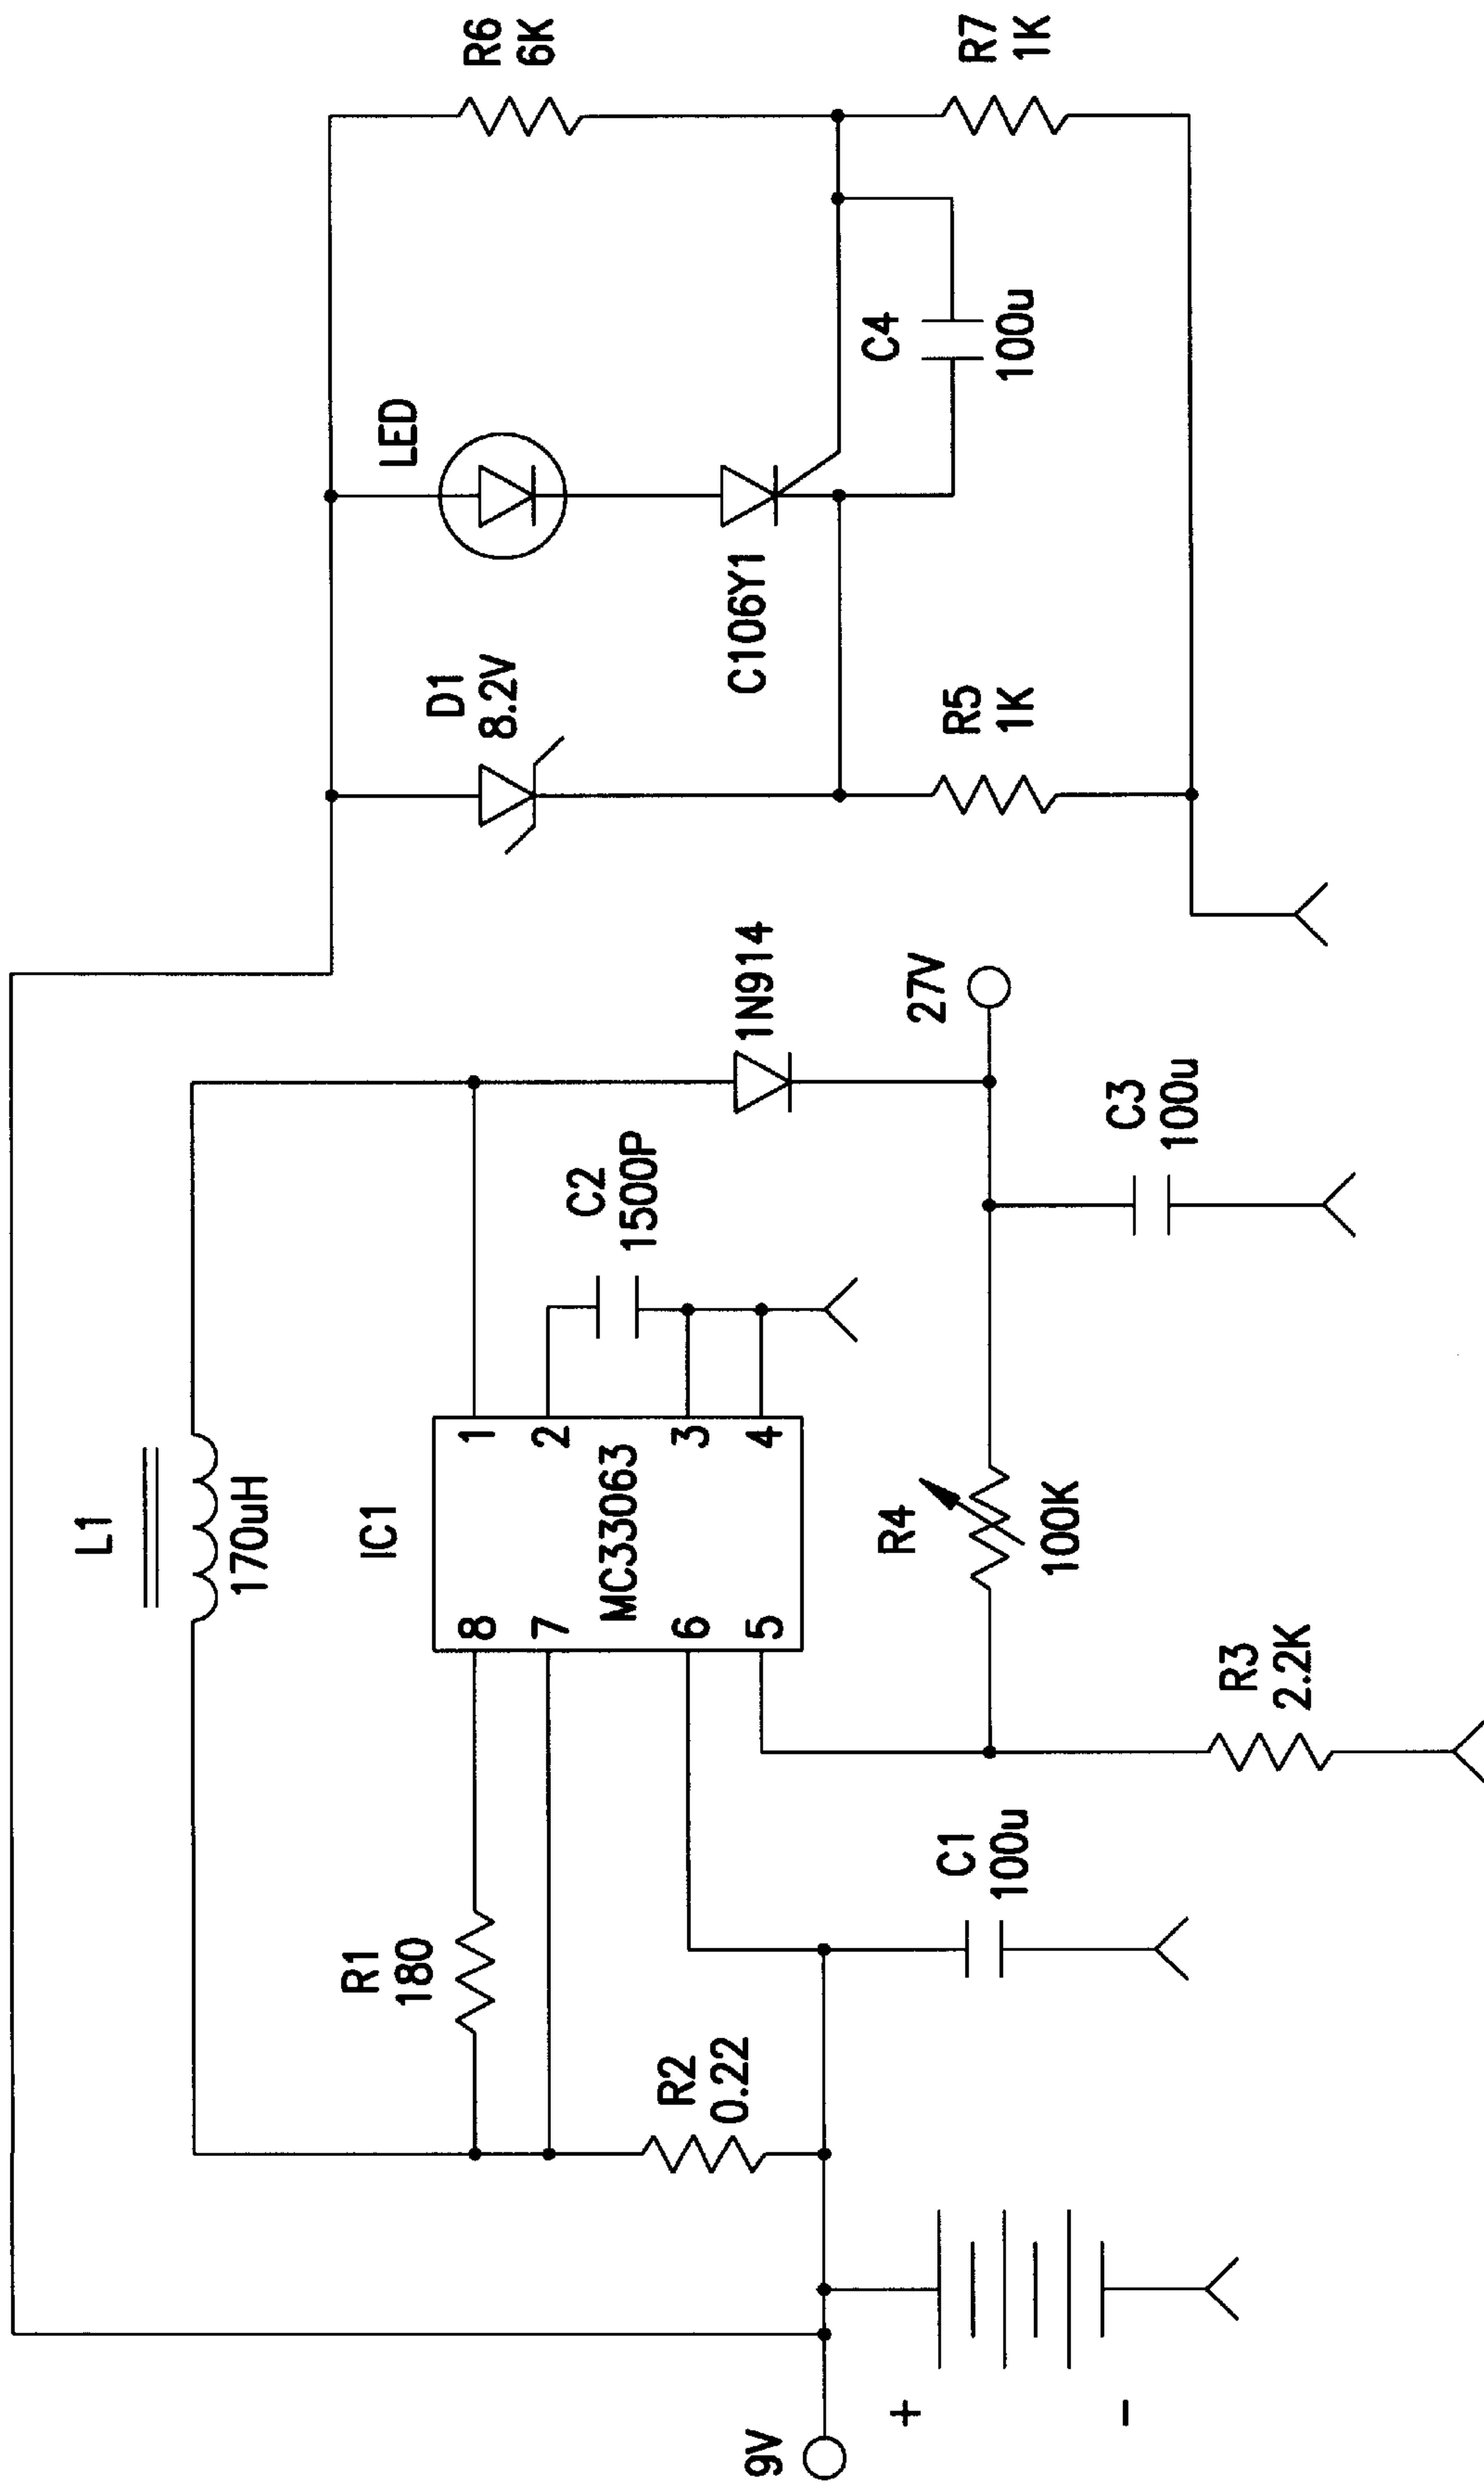 L1
170uH
IC1
8
7
6
5
1
2
3
4
MC33063
R1
180
R2
0.22
9V
+
-
C1
100u
R3
2.2K
R4
100K
C2
1500P
1N914
27V
C3
100u
D1
8.2V
LED
C106Y1
R5
1K
C4
100u
R6
6K
R7
1K